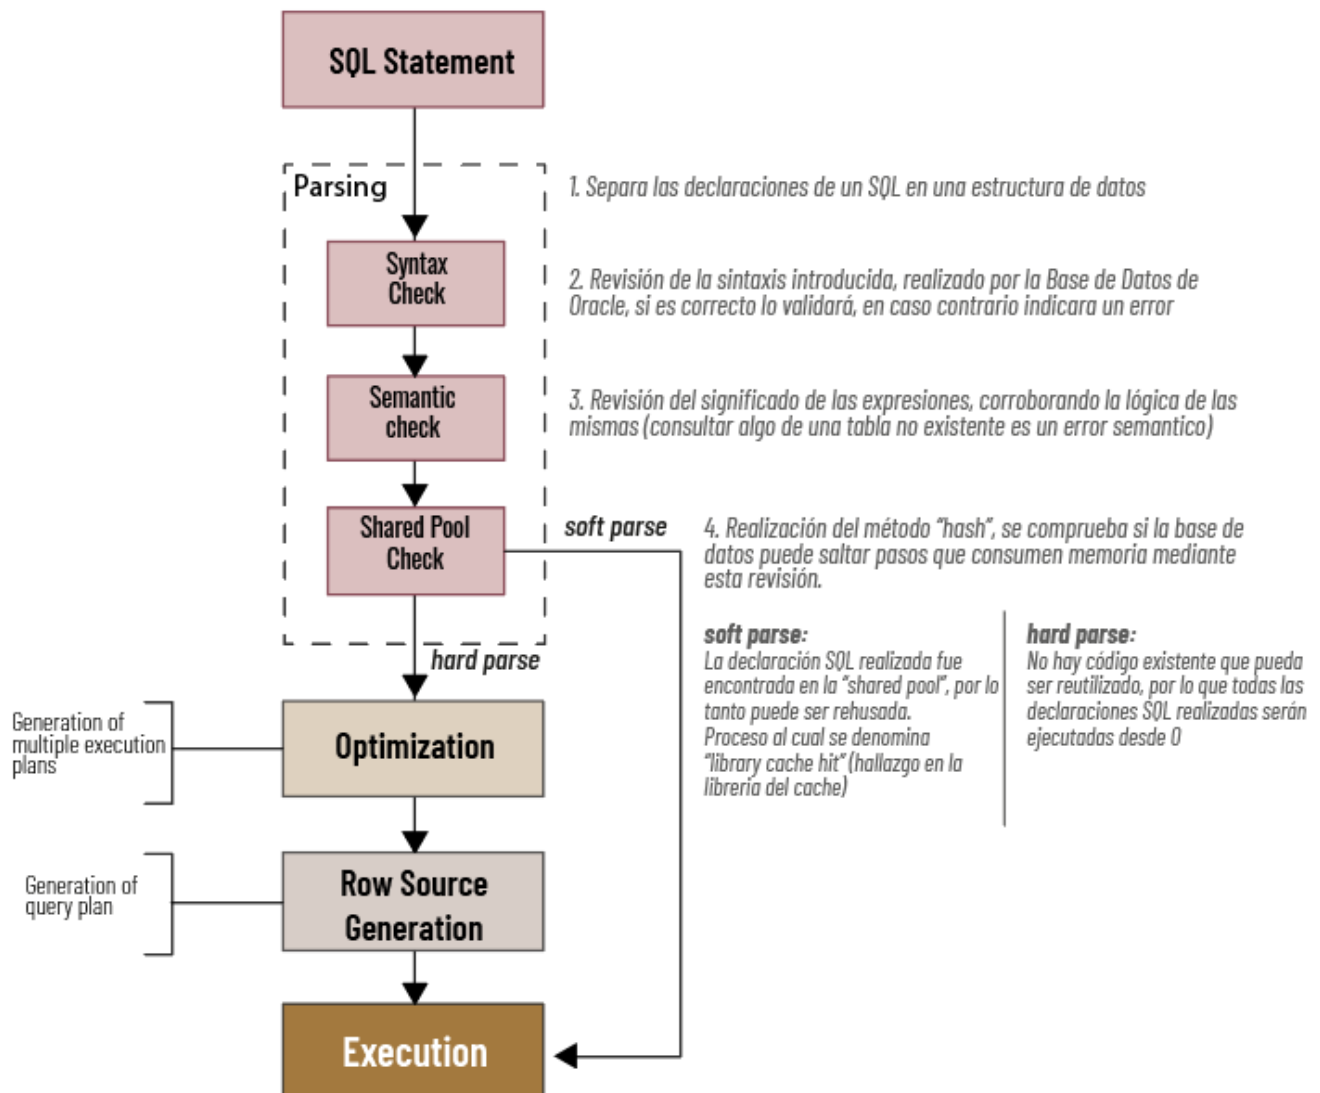 SQL Statement
Parsing
1. Separa las declaraciones de un SQL en una estructura de datos
Syntax
Check
2. Revisión de la sintaxis introducida, realizado por la Base de Datos de
Oracle, si es correcto lo validará, en caso contrario indicara un error
Semantic
check
3. Revisión del significado de las expresiones, corroborando la lógica de las
mismas (consultar algo de una tabla no existente es un error semantico)
Shared Pool
Check
soft parse
4. Realización del método "hash", se comprueba si la base de
datos puede saltar pasos que consumen memoria mediante
esta revisión.
soft parse:
La declaración SQL realizada fue
encontrada en la "shared pool", por lo
tanto puede ser rehusada.
Proceso al cual se denomina
"library cache hit" (hallazgo en la
libreria del cache)
hard parse:
No hay código existente que pueda
ser reutilizado, por lo que todas las
declaraciones SQL realizadas serán
ejecutadas desde 0
hard parse
Generation of
multiple execution
plans
Optimization
Generation of
query plan
Row Source
Generation
Execution